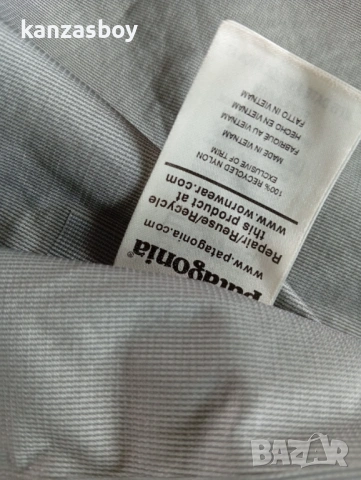 kanzasboy
patagonia®
www.patagonia.com
Repair/Reuse/Recycle
this product at
www.wornwear.com
100% RECYCLED NYLON
EXCLUSIVE OF TRIM
MADE IN VIETNAM
FABRIQUÉ AU VIETNAM
HECHO EN VIETNAM
FATTO IN VIETNAM
BAZAR